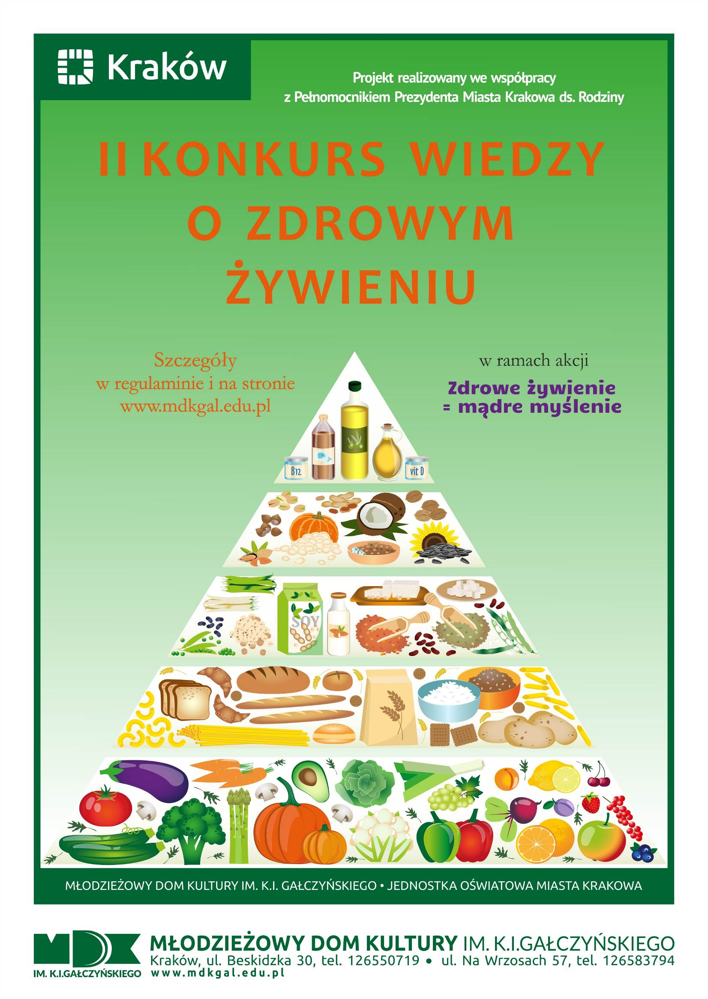 Kraków
Projekt realizowany we współpracy
z Pełnomocnikiem Prezydenta Miasta Krakowa ds. Rodziny
II KONKURS WIEDZY
O ZDROWYM
ŻYWIENIU
Szczegóły
w regulaminie i na stronie
www.mdkgal.edu.pl
w ramach akcji
Zdrowe żywienie
= mądre myślenie
B12
vit D
SOY
MŁODZIEŻOWY DOM KULTURY IM. K.I. GAŁCZYŃSKIEGO • JEDNOSTKA OŚWIATOWA MIASTA KRAKOWA
MDK
IM. K.I.GAŁCZYŃSKIEGO
MŁODZIEŻOWY DOM KULTURY IM. K.I.GAŁCZYŃSKIEGO
Kraków, ul. Beskidzka 30, tel. 126550719 • ul. Na Wrzosach 57, tel. 126583794
www.mdkgal.edu.pl